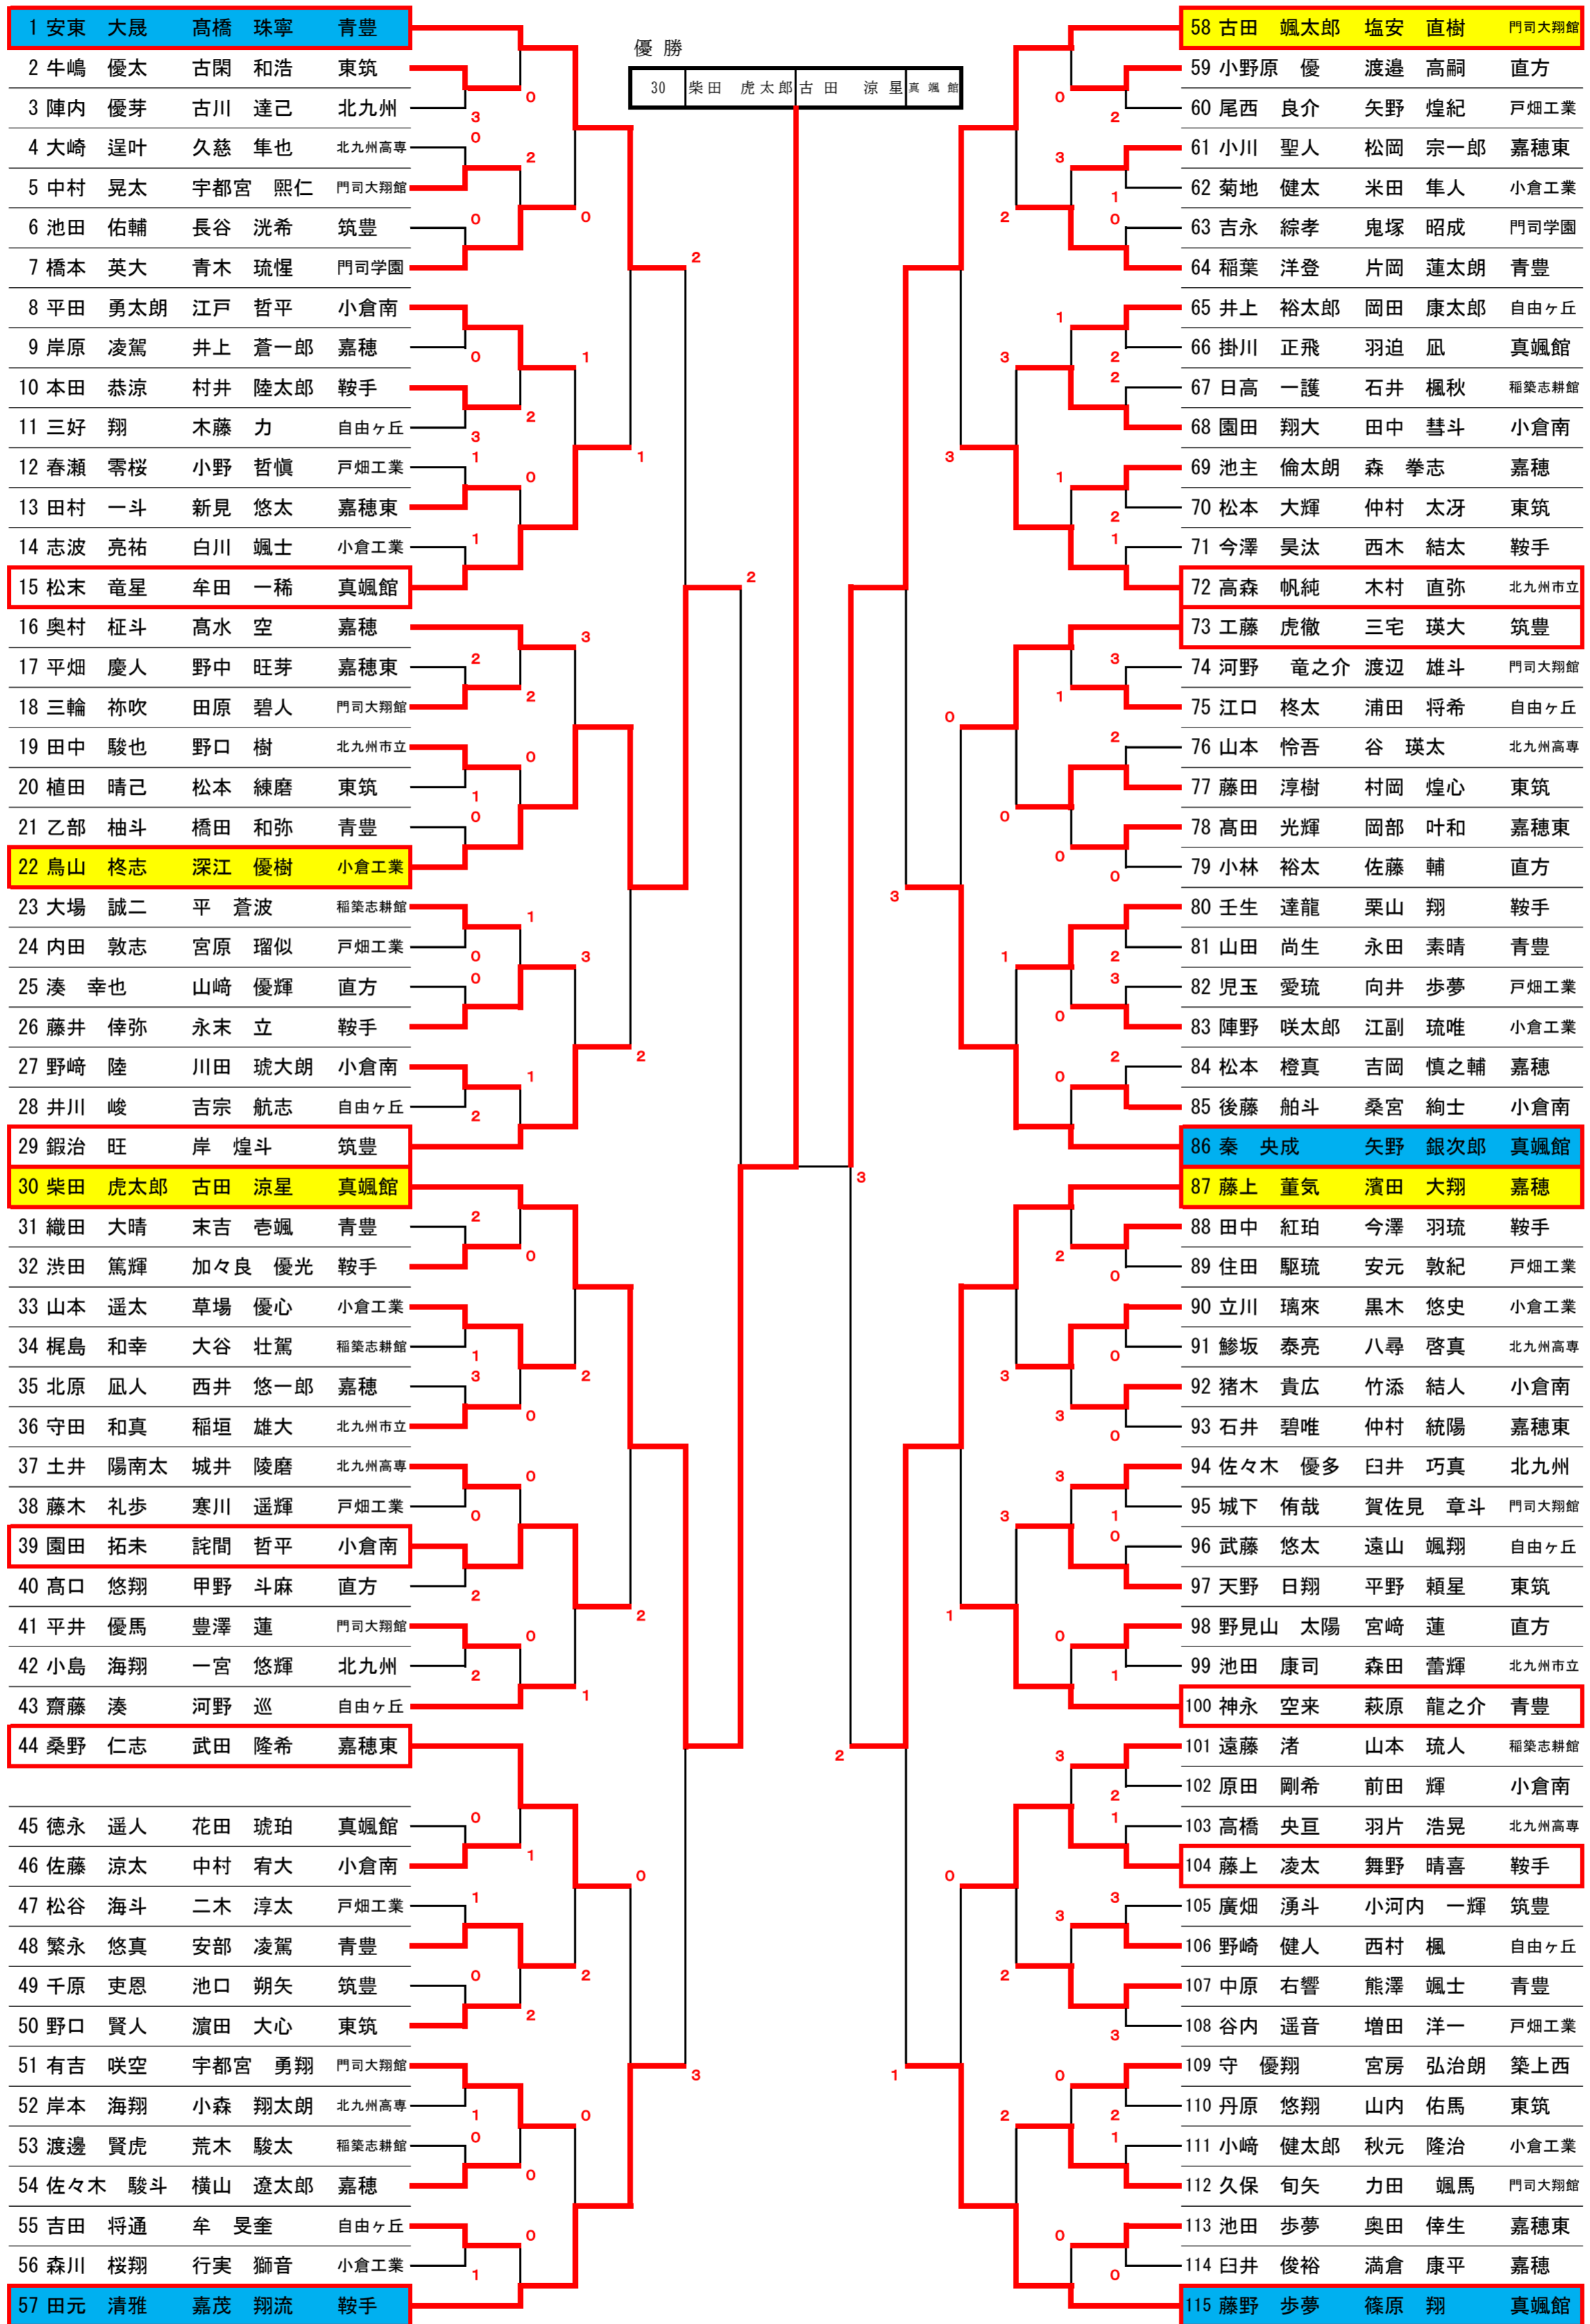 優 勝
30 柴田 虎太郎 古田 涼星 真颯館
1 安東 大晟 髙橋 珠寧 青豊
2 牛嶋 優太 古閑 和浩 東筑
3 陣内 優芽 古川 達己 北九州
4 大崎 逞叶 久慈 隼也 北九州高専
5 中村 晃太 宇都宮 熙仁 門司大翔館
6 池田 佑輔 長谷 洸希 筑豊
7 橋本 英大 青木 琉惺 門司学園
8 平田 勇太朗 江戸 哲平 小倉南
9 岸原 凌駕 井上 蒼一郎 嘉穂
10 本田 恭涼 村井 陸太郎 鞍手
11 三好 翔 木藤 力 自由ヶ丘
12 春瀬 零桜 小野 哲愼 戸畑工業
13 田村 一斗 新見 悠太 嘉穂東
14 志波 亮祐 白川 颯士 小倉工業
15 松末 竜星 牟田 一稀 真颯館
16 奥村 柾斗 髙水 空 嘉穂
17 平畑 慶人 野中 旺芽 嘉穂東
18 三輪 祢吹 田原 碧人 門司大翔館
19 田中 駿也 野口 樹 北九州市立
20 植田 晴己 松本 練磨 東筑
21 乙部 柚斗 橋田 和弥 青豊
22 鳥山 柊志 深江 優樹 小倉工業
23 大場 誠二 平 蒼波 稲築志耕館
24 内田 敦志 宮原 瑠似 戸畑工業
25 湊 幸也 山﨑 優輝 直方
26 藤井 倖弥 永末 立 鞍手
27 野﨑 陸 川田 琥大朗 小倉南
28 井川 峻 吉宗 航志 自由ヶ丘
29 鍜治 旺 岸 煌斗 筑豊
30 柴田 虎太郎 古田 涼星 真颯館
31 織田 大晴 末吉 壱颯 青豊
32 渋田 篤輝 加々良 優光 鞍手
33 山本 遥太 草場 優心 小倉工業
34 梶島 和幸 大谷 壮駕 稲築志耕館
35 北原 凪人 西井 悠一郎 嘉穂
36 守田 和真 稲垣 雄大 北九州市立
37 土井 陽南太 城井 陵磨 北九州高専
38 藤木 礼歩 寒川 遥輝 戸畑工業
39 園田 拓未 詫間 哲平 小倉南
40 髙口 悠翔 甲野 斗麻 直方
41 平井 優馬 豊澤 蓮 門司大翔館
42 小島 海翔 一宮 悠輝 北九州
43 齋藤 湊 河野 巡 自由ヶ丘
44 桑野 仁志 武田 隆希 嘉穂東
45 徳永 遥人 花田 琥珀 真颯館
46 佐藤 涼太 中村 宥大 小倉南
47 松谷 海斗 二木 淳太 戸畑工業
48 繁永 悠真 安部 凌駕 青豊
49 千原 吏恩 池口 朔矢 筑豊
50 野口 賢人 濵田 大心 東筑
51 有吉 咲空 宇都宮 勇翔 門司大翔館
52 岸本 海翔 小森 翔太朗 北九州高専
53 渡邊 賢虎 荒木 駿太 稲築志耕館
54 佐々木 駿斗 横山 遼太郎 嘉穂
55 吉田 将通 牟 旻奎 自由ヶ丘
56 森川 桜翔 行実 獅音 小倉工業
57 田元 清雅 嘉茂 翔流 鞍手
58 古田 颯太郎 塩安 直樹 門司大翔館
59 小野原 優 渡邉 高嗣 直方
60 尾西 良介 矢野 煌紀 戸畑工業
61 小川 聖人 松岡 宗一郎 嘉穂東
62 菊地 健太 米田 隼人 小倉工業
63 吉永 綜孝 鬼塚 昭成 門司学園
64 稲葉 洋登 片岡 蓮太朗 青豊
65 井上 裕太郎 岡田 康太郎 自由ヶ丘
66 掛川 正飛 羽迫 凪 真颯館
67 日高 一護 石井 楓秋 稲築志耕館
68 園田 翔大 田中 彗斗 小倉南
69 池主 倫太朗 森 拳志 嘉穂
70 松本 大輝 仲村 太冴 東筑
71 今澤 昊汰 西木 結太 鞍手
72 高森 帆純 木村 直弥 北九州市立
73 工藤 虎徹 三宅 瑛大 筑豊
74 河野 竜之介 渡辺 雄斗 門司大翔館
75 江口 柊太 浦田 将希 自由ヶ丘
76 山本 怜吾 谷 瑛太 北九州高専
77 藤田 淳樹 村岡 煌心 東筑
78 髙田 光輝 岡部 叶和 嘉穂東
79 小林 裕太 佐藤 輔 直方
80 壬生 達龍 栗山 翔 鞍手
81 山田 尚生 永田 素晴 青豊
82 児玉 愛琉 向井 歩夢 戸畑工業
83 陣野 咲太郎 江副 琉唯 小倉工業
84 松本 橙真 吉岡 慎之輔 嘉穂
85 後藤 舶斗 桑宮 絢士 小倉南
86 秦 央成 矢野 銀次郎 真颯館
87 藤上 董気 濱田 大翔 嘉穂
88 田中 紅珀 今澤 羽琉 鞍手
89 住田 駆琉 安元 敦紀 戸畑工業
90 立川 璃來 黒木 悠史 小倉工業
91 鯵坂 泰亮 八尋 啓真 北九州高専
92 猪木 貴広 竹添 結人 小倉南
93 石井 碧唯 仲村 統陽 嘉穂東
94 佐々木 優多 臼井 巧真 北九州
95 城下 侑哉 賀佐見 章斗 門司大翔館
96 武藤 悠太 遠山 颯翔 自由ヶ丘
97 天野 日翔 平野 頼星 東筑
98 野見山 太陽 宮﨑 蓮 直方
99 池田 康司 森田 蕾輝 北九州市立
100 神永 空来 萩原 龍之介 青豊
101 遠藤 渚 山本 琉人 稲築志耕館
102 原田 剛希 前田 輝 小倉南
103 高橋 央亘 羽片 浩晃 北九州高専
104 藤上 凌太 舞野 晴喜 鞍手
105 廣畑 湧斗 小河内 一輝 筑豊
106 野崎 健人 西村 楓 自由ヶ丘
107 中原 右響 熊澤 颯士 青豊
108 谷内 遥音 増田 洋一 戸畑工業
109 守 優翔 宮房 弘治朗 築上西
110 丹原 悠翔 山内 佑馬 東筑
111 小﨑 健太郎 秋元 隆治 小倉工業
112 久保 旬矢 力田 颯馬 門司大翔館
113 池田 歩夢 奥田 倖生 嘉穂東
114 臼井 俊裕 満倉 康平 嘉穂
115 藤野 歩夢 篠原 翔 真颯館